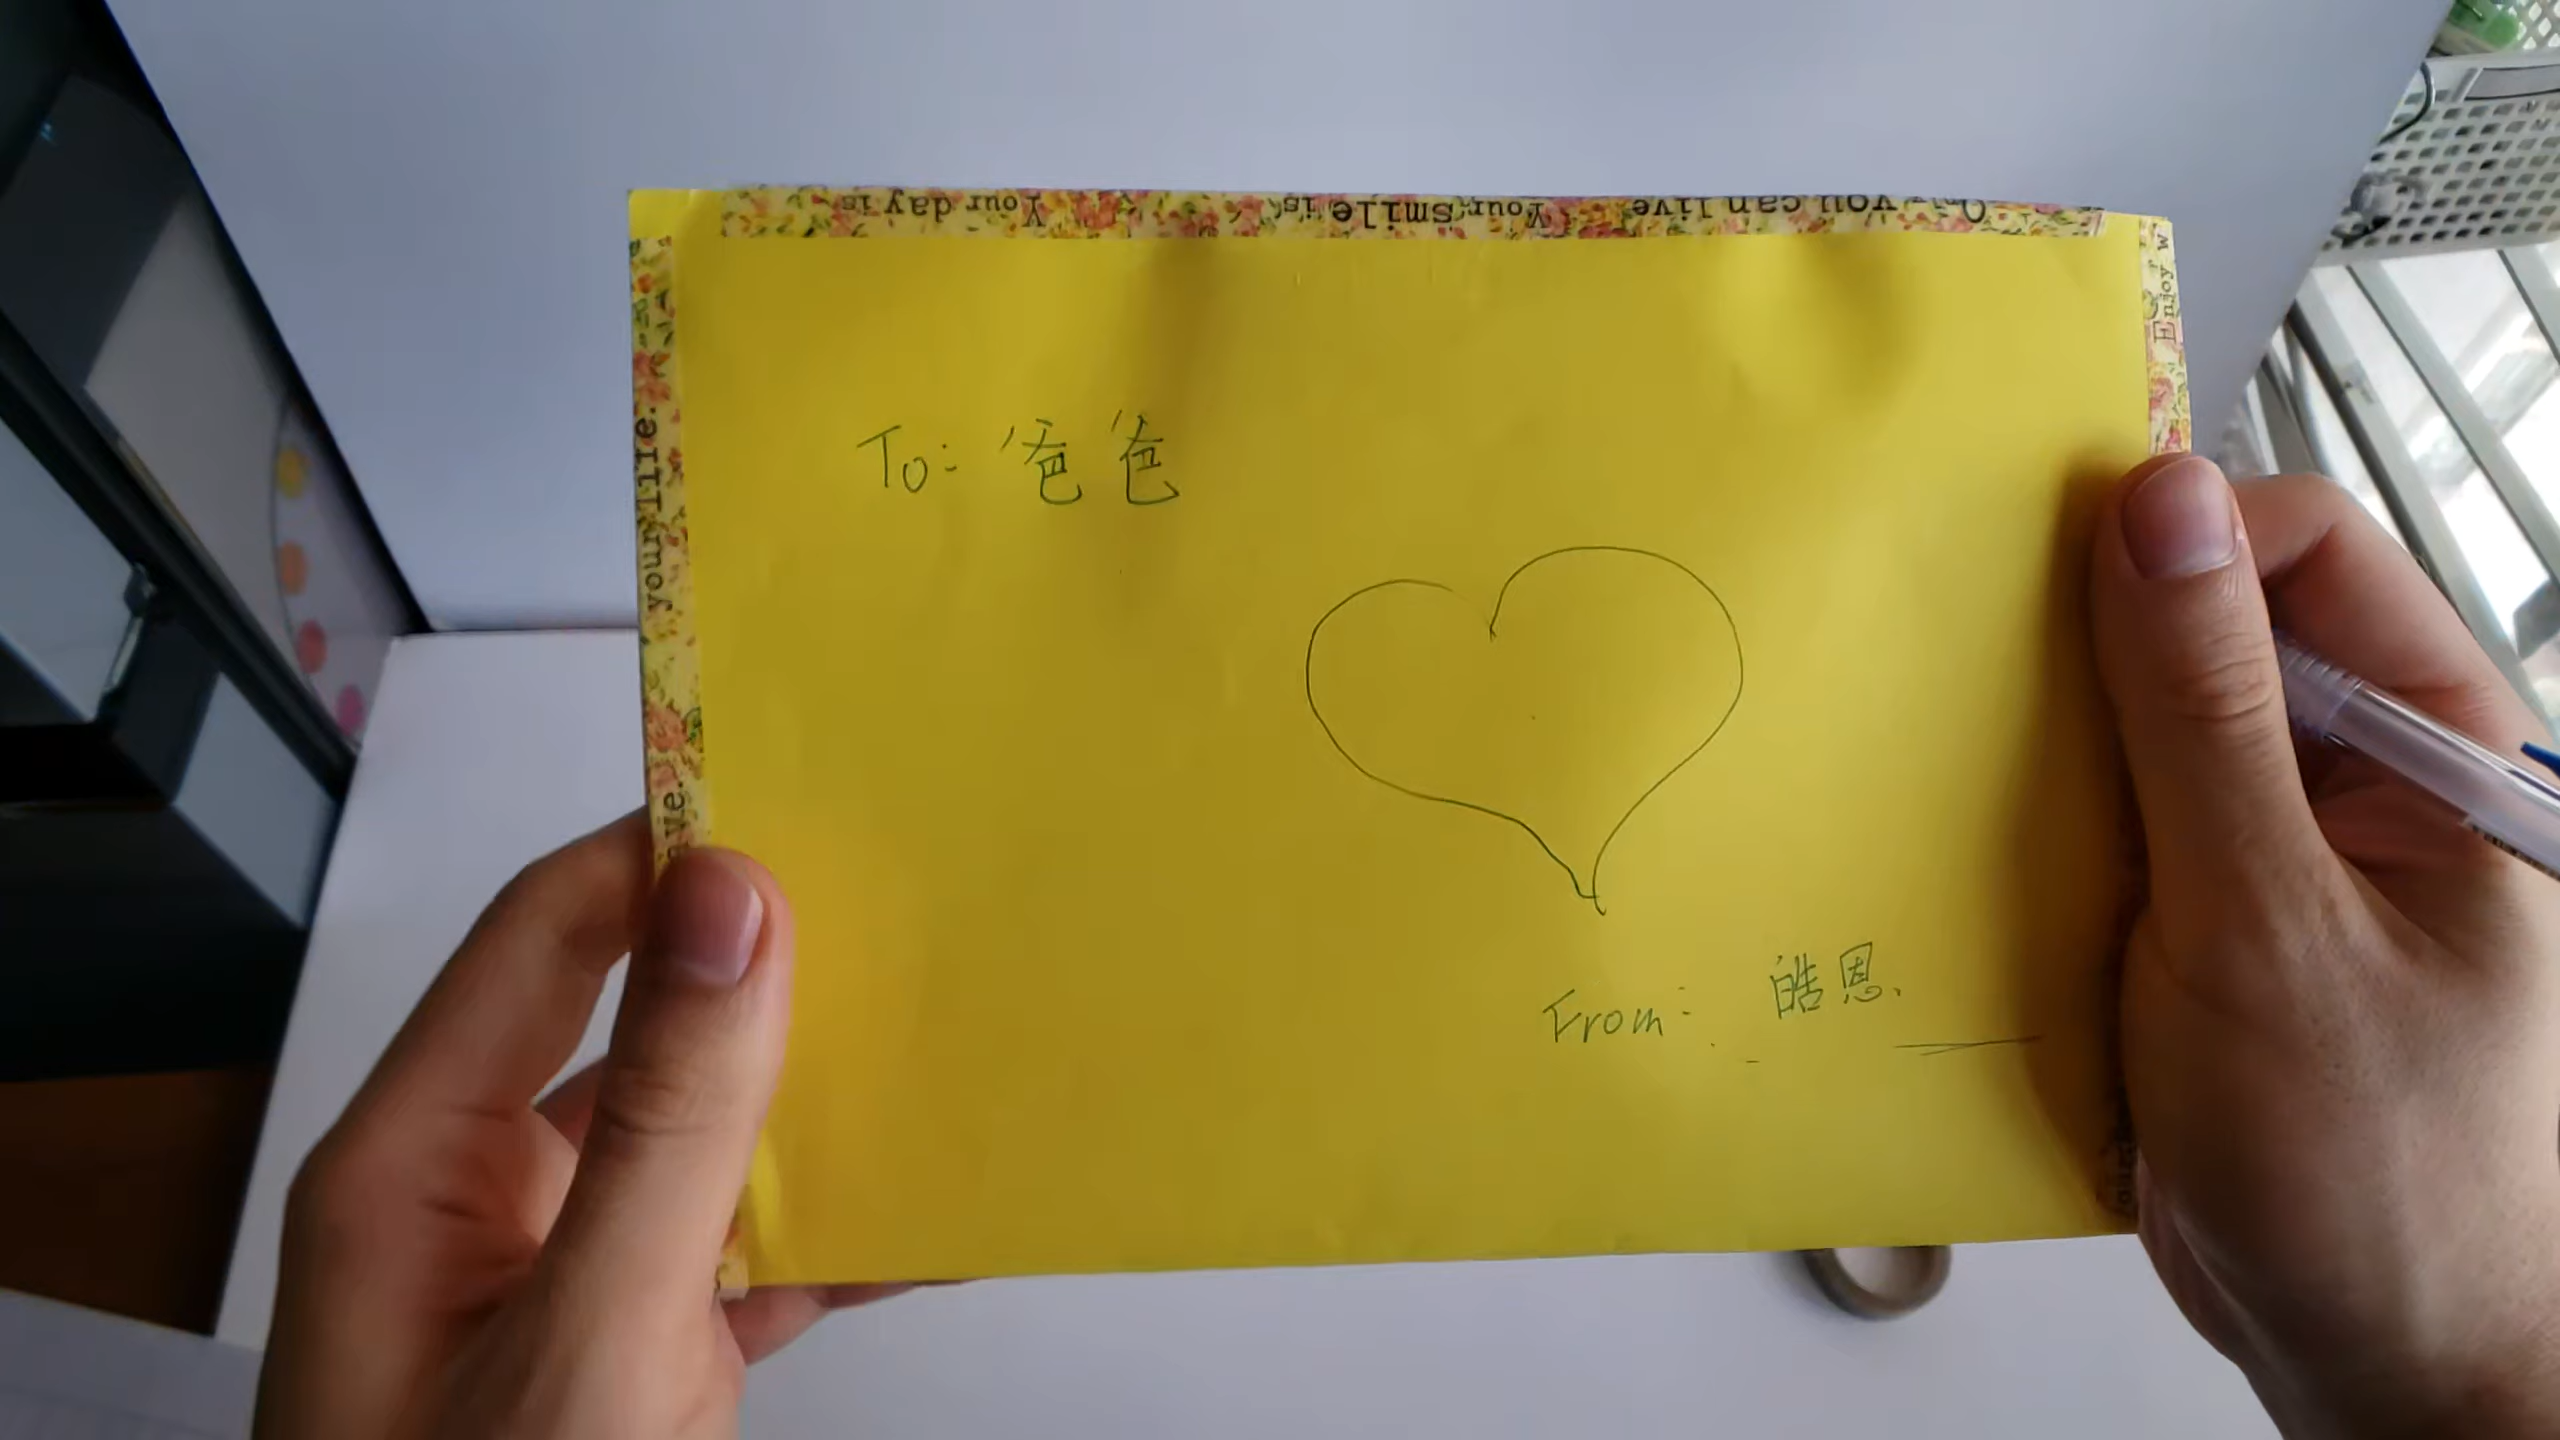 Your day is
Your smile is
Only you can live
Enjoy w
your life.
To: 爸爸
From: 皓恩